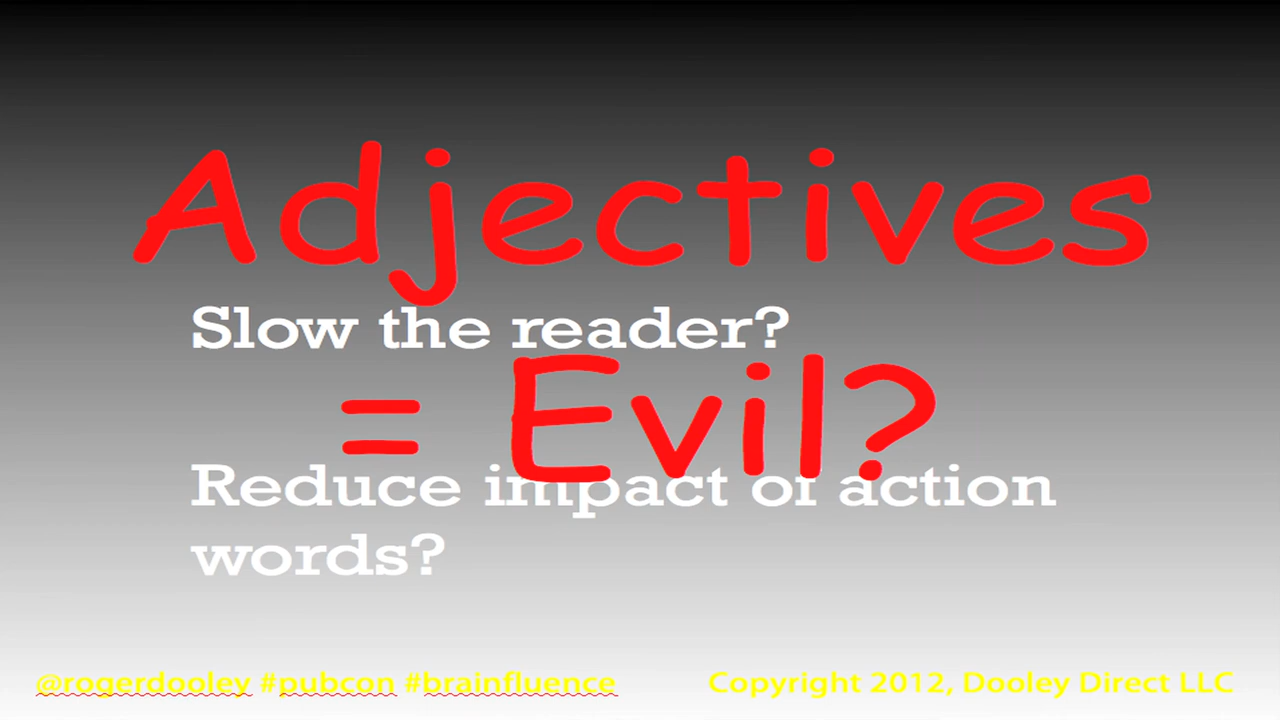 Adjectives
Slow the reader?
= Evil?
Reduce impact of action
words?
@rogerdooley #pubcon #brainfluence
Copyright 2012, Dooley Direct LLC